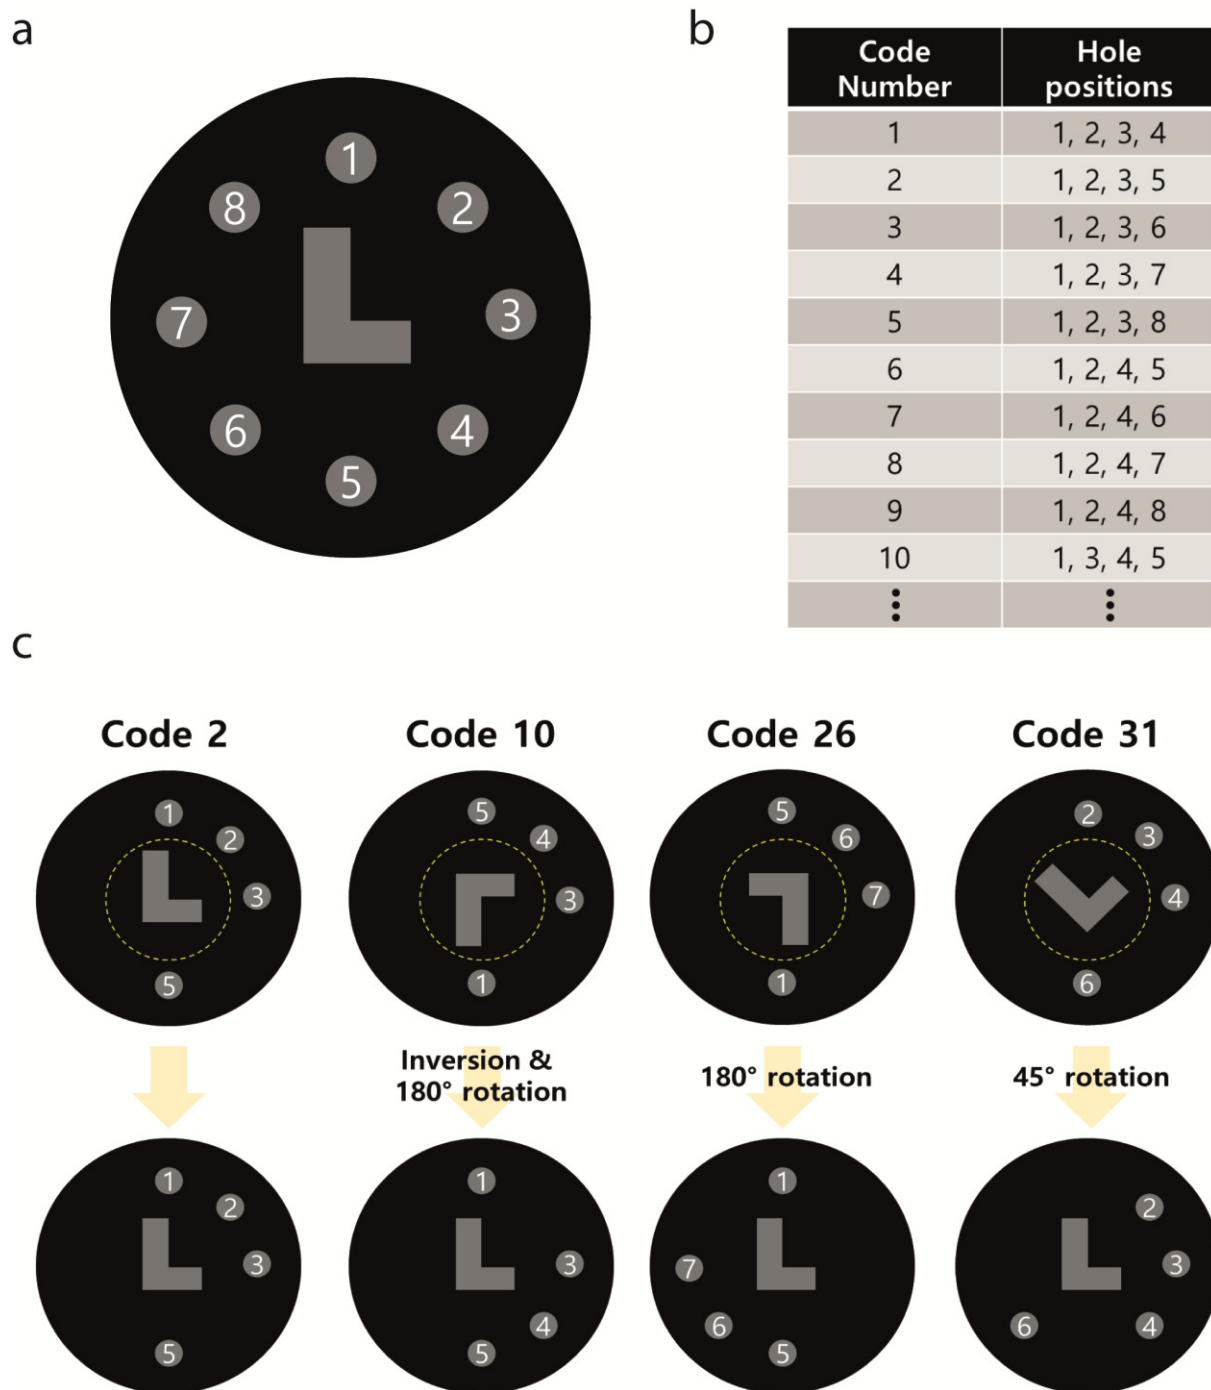 a
1
8
2
7
3
6
4
5
b
Code Number
Hole positions
1
1, 2, 3, 4
2
1, 2, 3, 5
3
1, 2, 3, 6
4
1, 2, 3, 7
5
1, 2, 3, 8
6
1, 2, 4, 5
7
1, 2, 4, 6
8
1, 2, 4, 7
9
1, 2, 4, 8
10
1, 3, 4, 5
c
Code 2
1
2
3
5
Code 10
5
4
3
1
Code 26
5
6
7
1
Code 31
2
3
4
6
Inversion &
180° rotation
180° rotation
45° rotation
1
2
3
5
1
3
4
5
1
7
6
5
2
3
6
4